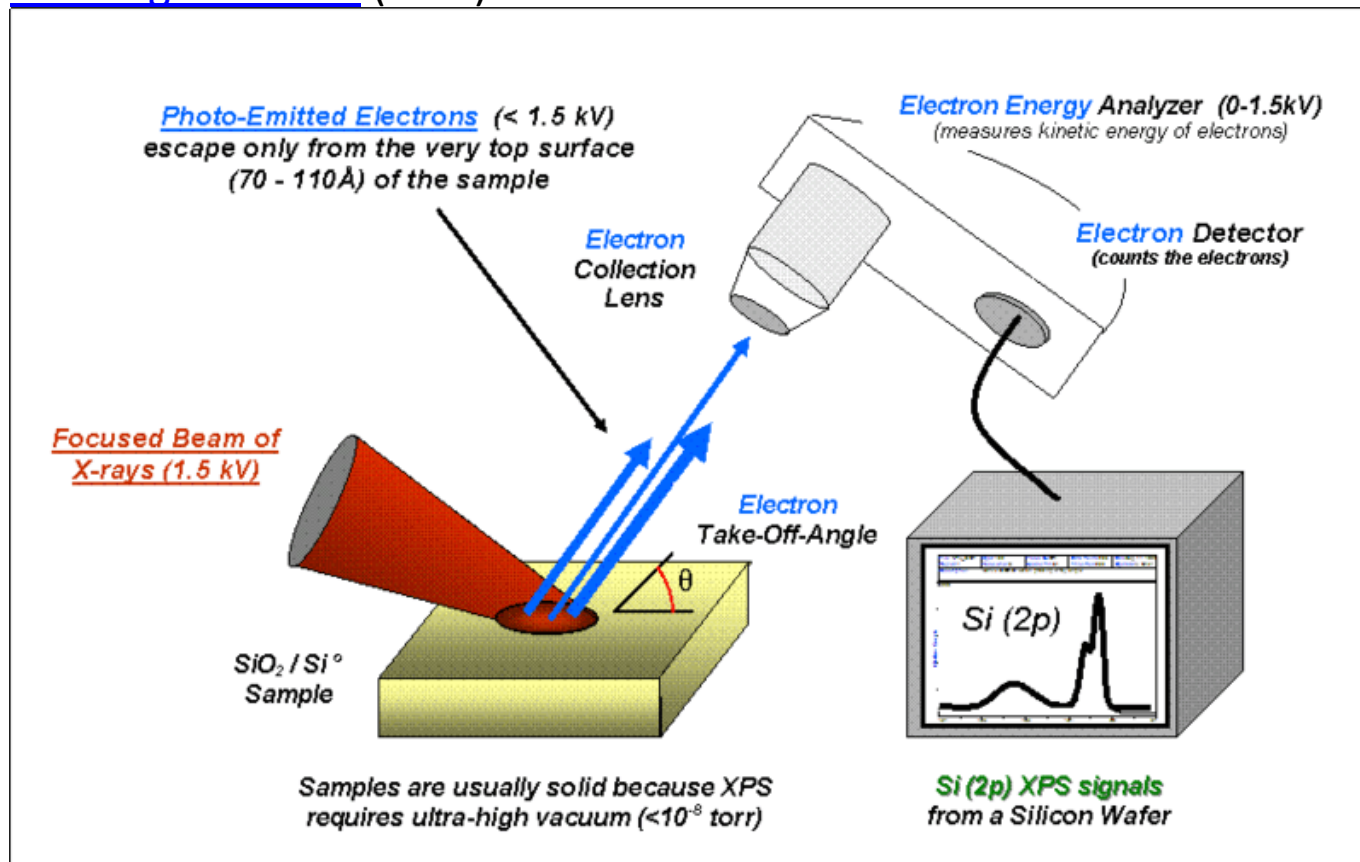 Photo-Emitted Electrons (< 1.5 kV)
escape only from the very top surface
(70 - 110Å) of the sample
Electron Energy Analyzer (0-1.5kV)
(measures kinetic energy of electrons)
Electron
Collection
Lens
Electron Detector
(counts the electrons)
Focused Beam of
X-rays (1.5 kV)
Electron
Take-Off-Angle
θ
SiO₂ / Si°
Sample
Si (2p)
Samples are usually solid because XPS
requires ultra-high vacuum (<10⁻⁸ torr)
Si (2p) XPS signals
from a Silicon Wafer